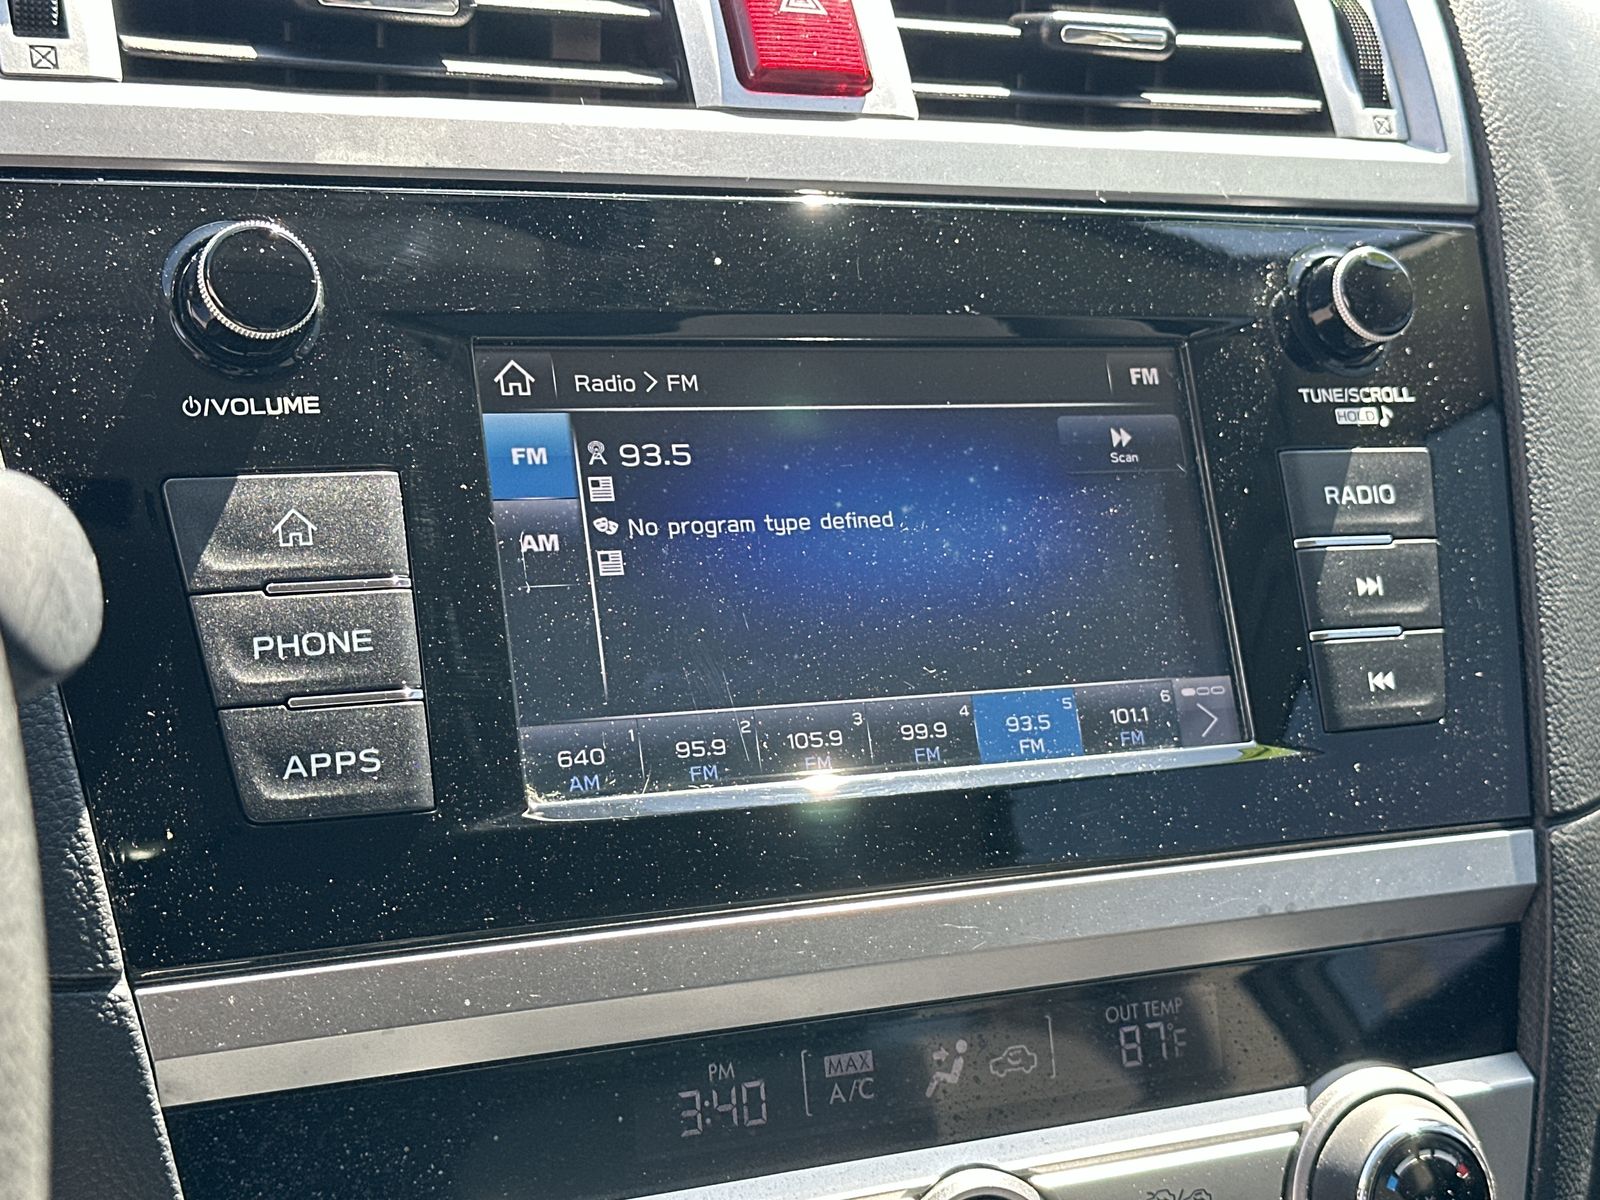 ⏻/VOLUME
PHONE
APPS
Radio > FM
FM
FM
AM
93.5
Scan
No program type defined
1
640
AM
2
95.9
FM
3
105.9
FM
4
99.9
FM
5
93.5
FM
6
101.1
FM
TUNE/SCROLL
HOLD ♪
RADIO
PM
3:40
MAX
A/C
OUT TEMP
87°F